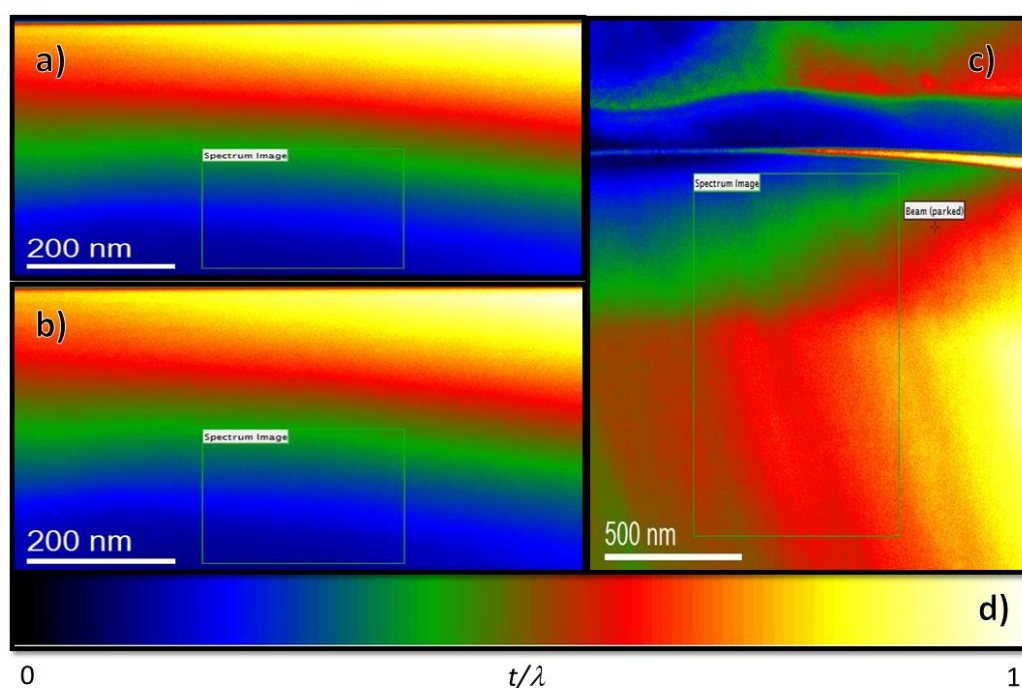 a)
Spectrum Image
200 nm
b)
Spectrum Image
200 nm
c)
Spectrum Image
Beam (parked)
500 nm
d)
0 t/λ 1